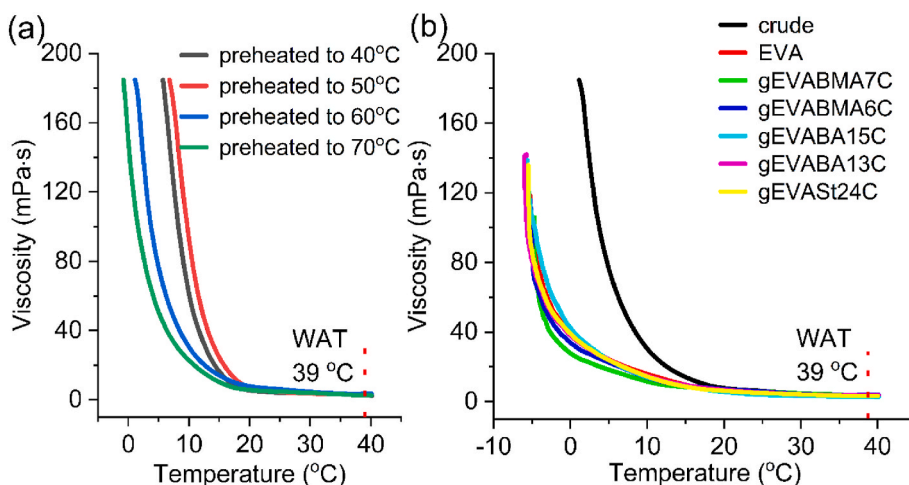 (a)
Viscosity (mPa·s)
200
160
120
80
40
0
preheated to 40°C
preheated to 50°C
preheated to 60°C
preheated to 70°C
WAT
39 °C
0 10 20 30 40
Temperature (°C)
(b)
Viscosity (mPa·s)
200
160
120
80
40
0
crude
EVA
gEVABMA7C
gEVABMA6C
gEVABA15C
gEVABA13C
gEVASt24C
WAT
39 °C
-10 0 10 20 30 40
Temperature (°C)